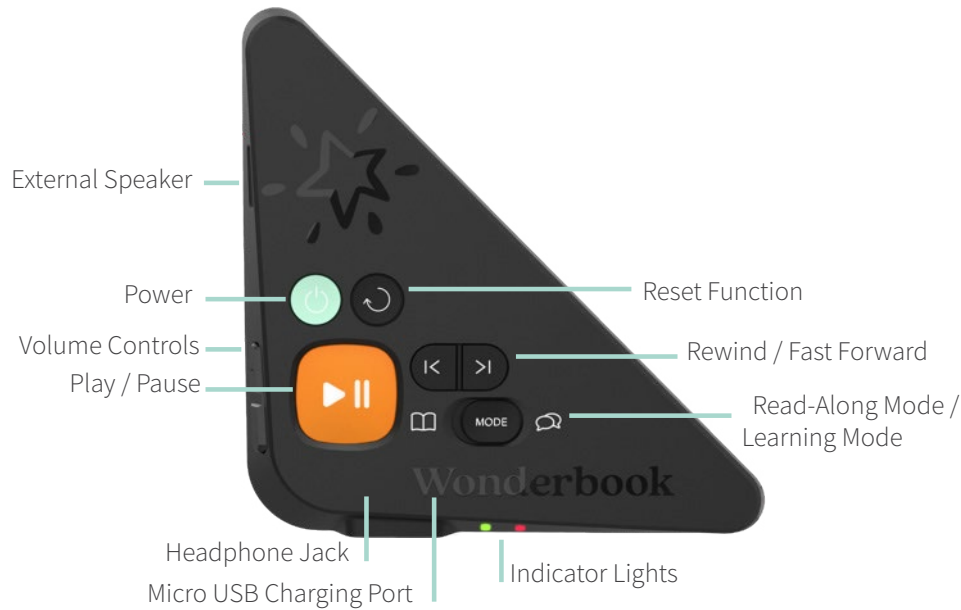 External Speaker
Power
Reset Function
Volume Controls
Rewind / Fast Forward
Play / Pause
MODE
Read-Along Mode /
Learning Mode
Wonderbook
Headphone Jack
Indicator Lights
Micro USB Charging Port